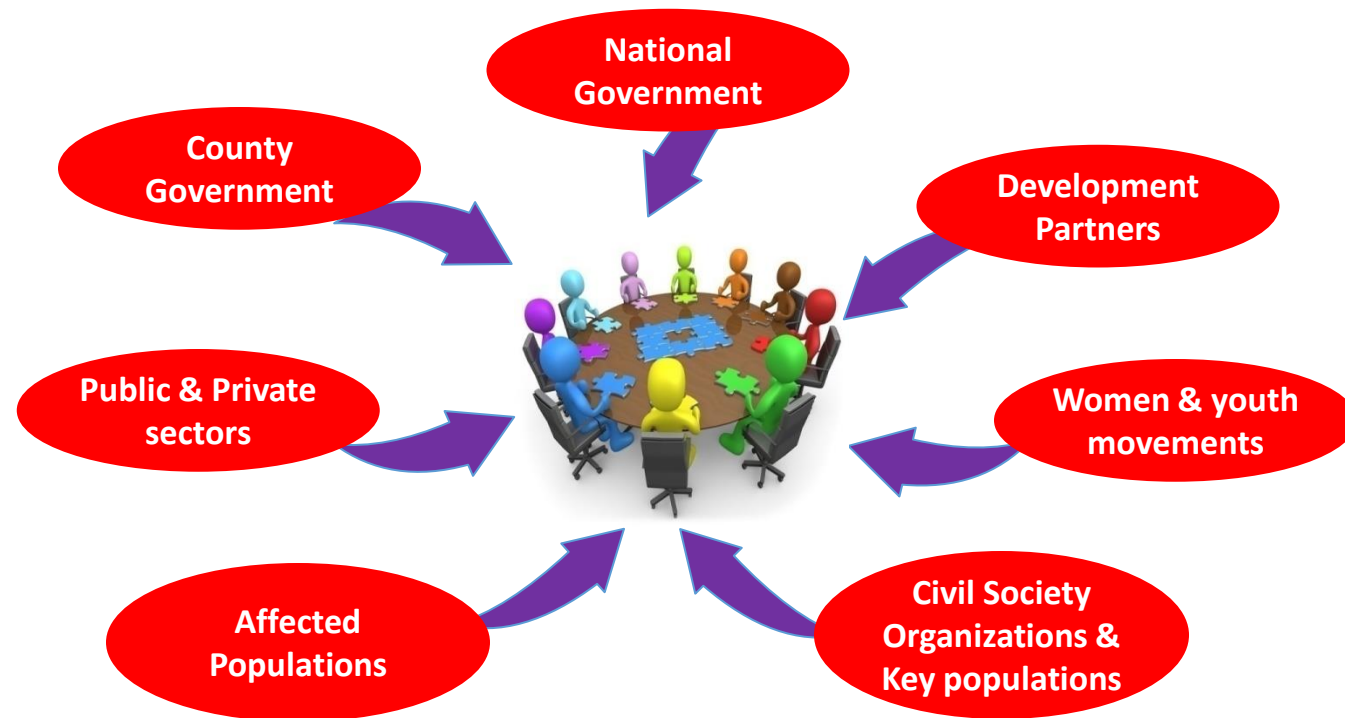 National
Government
County
Government
Development
Partners
Public & Private
sectors
Women & youth
movements
Affected
Populations
Civil Society
Organizations &
Key populations